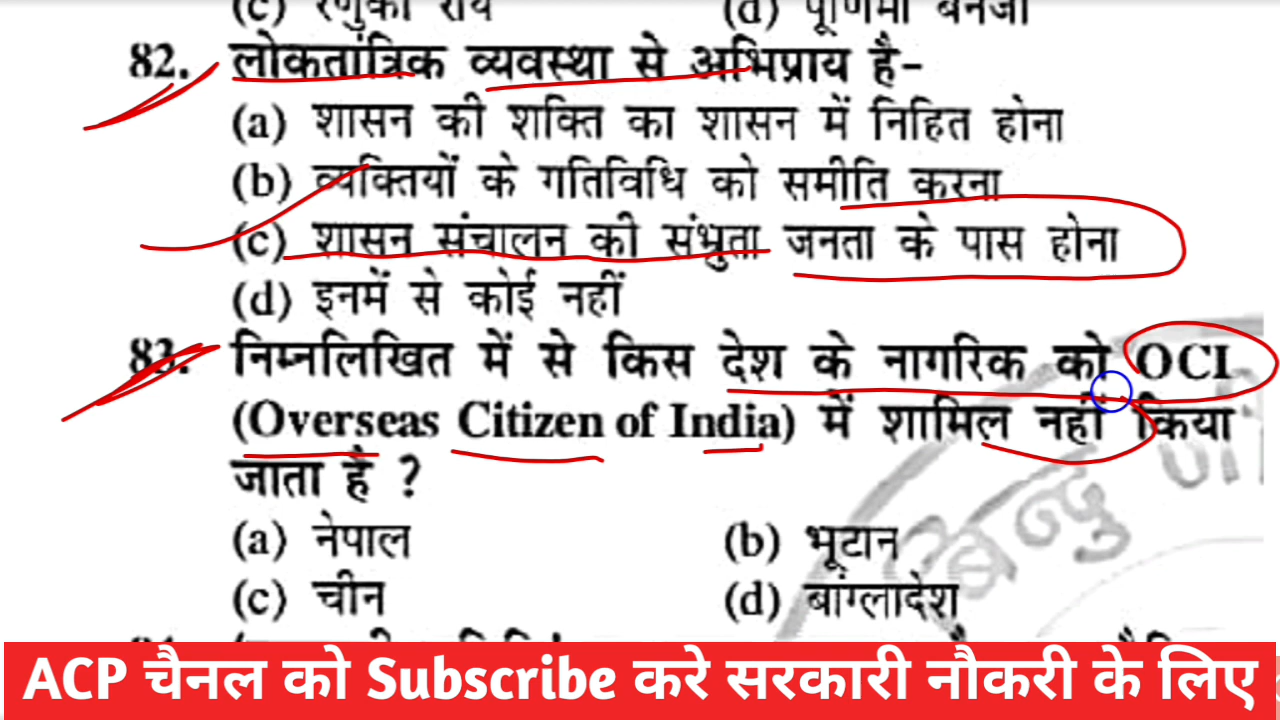 (c) रेणुका राय (d) पूर्णिमा बनर्जी
82. लोकतांत्रिक व्यवस्था से अभिप्राय है-
(a) शासन की शक्ति का शासन में निहित होना
(b) व्यक्तियों के गतिविधि को समीति करना
(c) शासन संचालन की संभुता जनता के पास होना
(d) इनमें से कोई नहीं
83. निम्नलिखित में से किस देश के नागरिक को OCI
(Overseas Citizen of India) में शामिल नहीं किया
जाता है ?
(a) नेपाल (b) भूटान
(c) चीन (d) बांग्लादेश
ACP चैनल को Subscribe करे सरकारी नौकरी के लिए